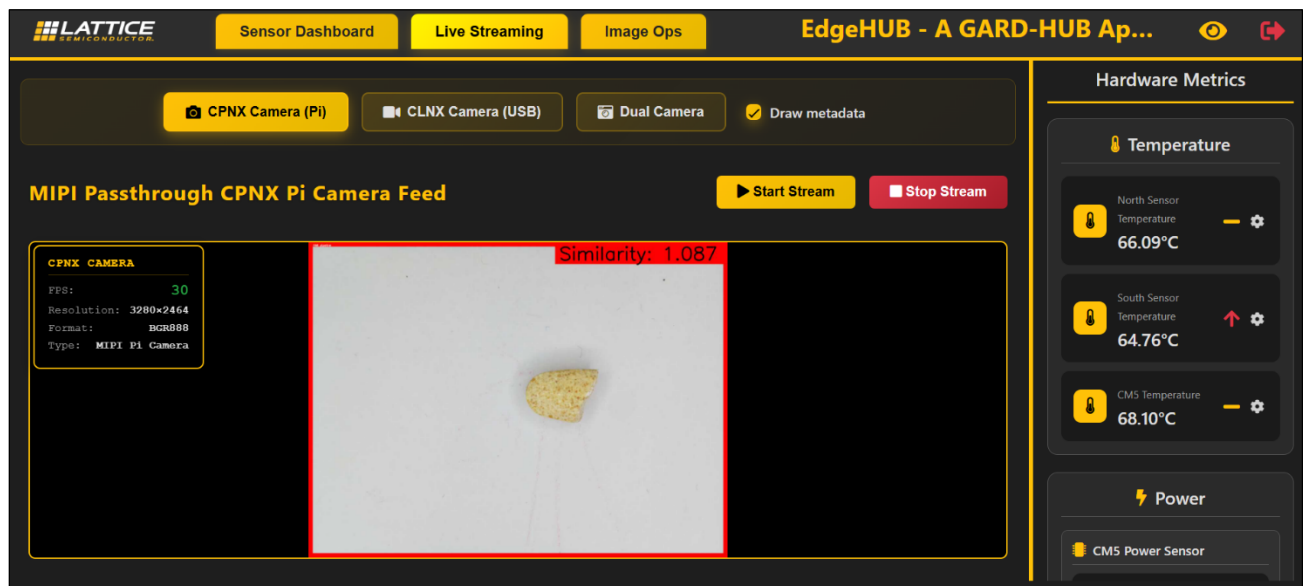 LATTICE
SEMICONDUCTOR.
Sensor Dashboard
Live Streaming
Image Ops
EdgeHUB - A GARD-HUB Ap...
CPNX Camera (Pi)
CLNX Camera (USB)
Dual Camera
Draw metadata
MIPI Passthrough CPNX Pi Camera Feed
Start Stream
Stop Stream
CPNX CAMERA
FPS: 30
Resolution: 3280×2464
Format: BGR888
Type: MIPI Pi Camera
Similarity: 1.087
Hardware Metrics
Temperature
North Sensor
Temperature
66.09°C
South Sensor
Temperature
64.76°C
CM5 Temperature
68.10°C
Power
CM5 Power Sensor